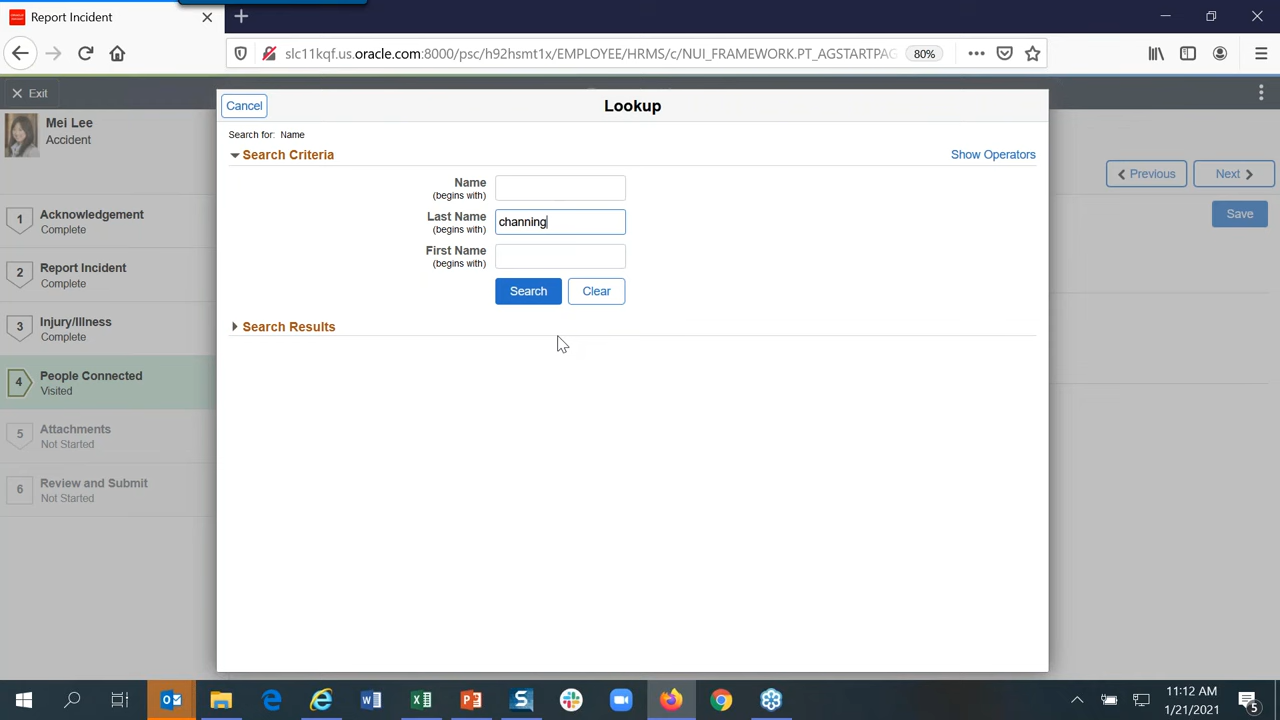 Report Incident
slc11kqf.us.oracle.com:8000/psc/h92hsmt1x/EMPLOYEE/HRMS/c/NUI_FRAMEWORK.PT_AGSTARTPAG
80%
Exit
Mei Lee
Accident
Previous
Next
Save
1
Acknowledgement
Complete
2
Report Incident
Complete
3
Injury/Illness
Complete
4
People Connected
Visited
5
Attachments
Not Started
6
Review and Submit
Not Started
Cancel
Lookup
Search for: Name
Search Criteria
Show Operators
Name
(begins with)
Last Name
(begins with)
channing
First Name
(begins with)
Search
Clear
Search Results
11:12 AM
1/21/2021
5